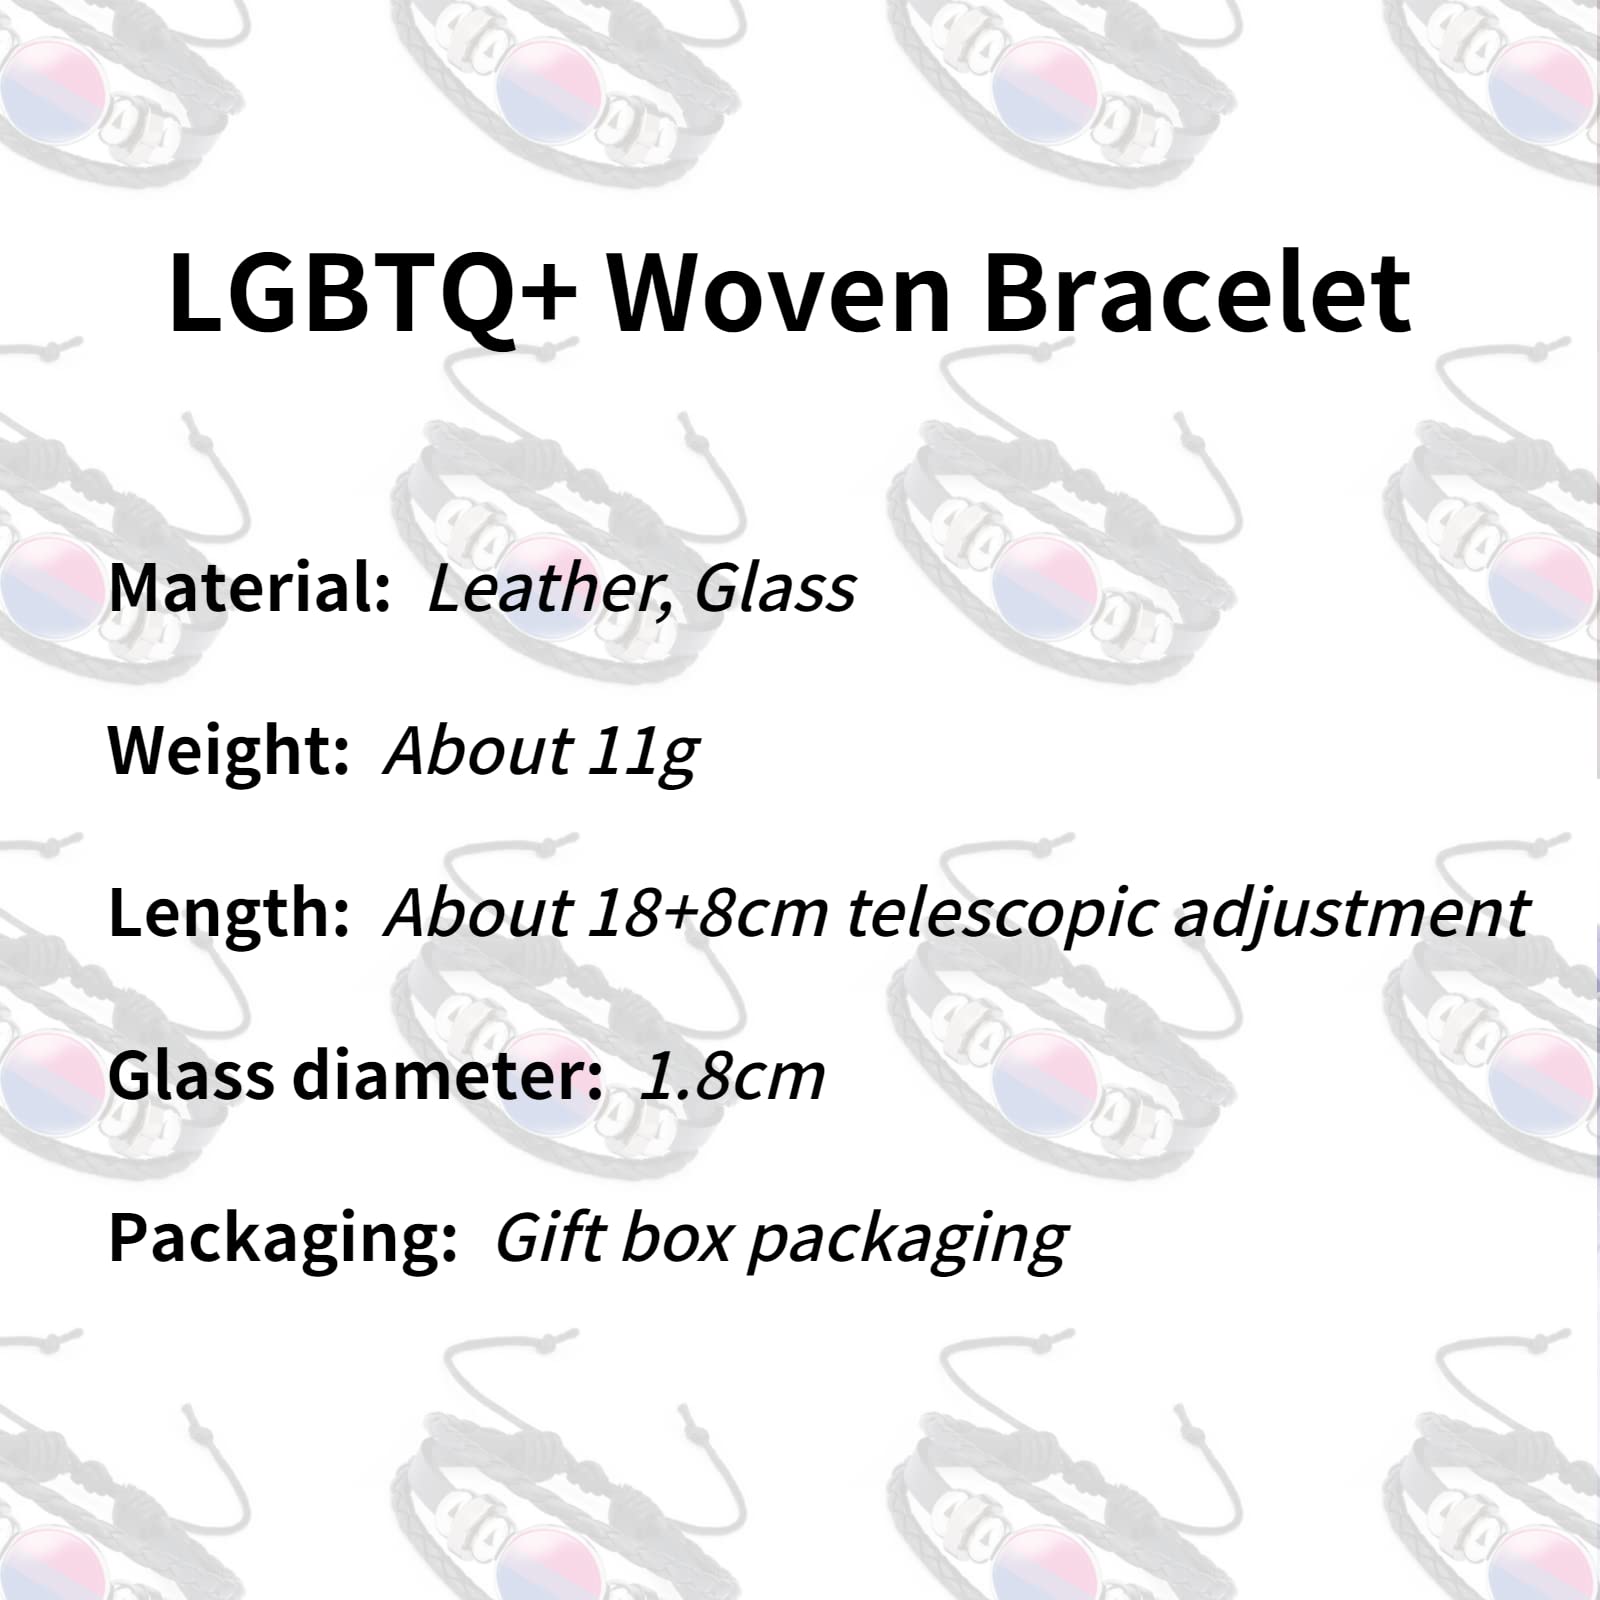 LGBTQ+ Woven Bracelet
Material: Leather, Glass
Weight: About 11g
Length: About 18+8cm telescopic adjustment
Glass diameter: 1.8cm
Packaging: Gift box packaging